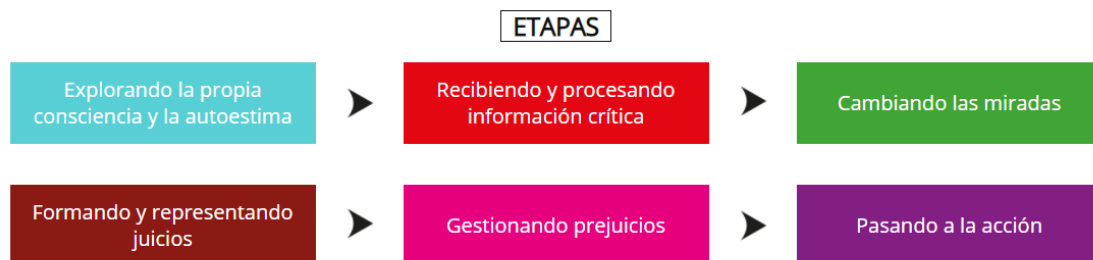 ETAPAS
Explorando la propia
consciencia y la autoestima
Recibiendo y procesando
información crítica
Cambiando las miradas
Formando y representando
juicios
Gestionando prejuicios
Pasando a la acción